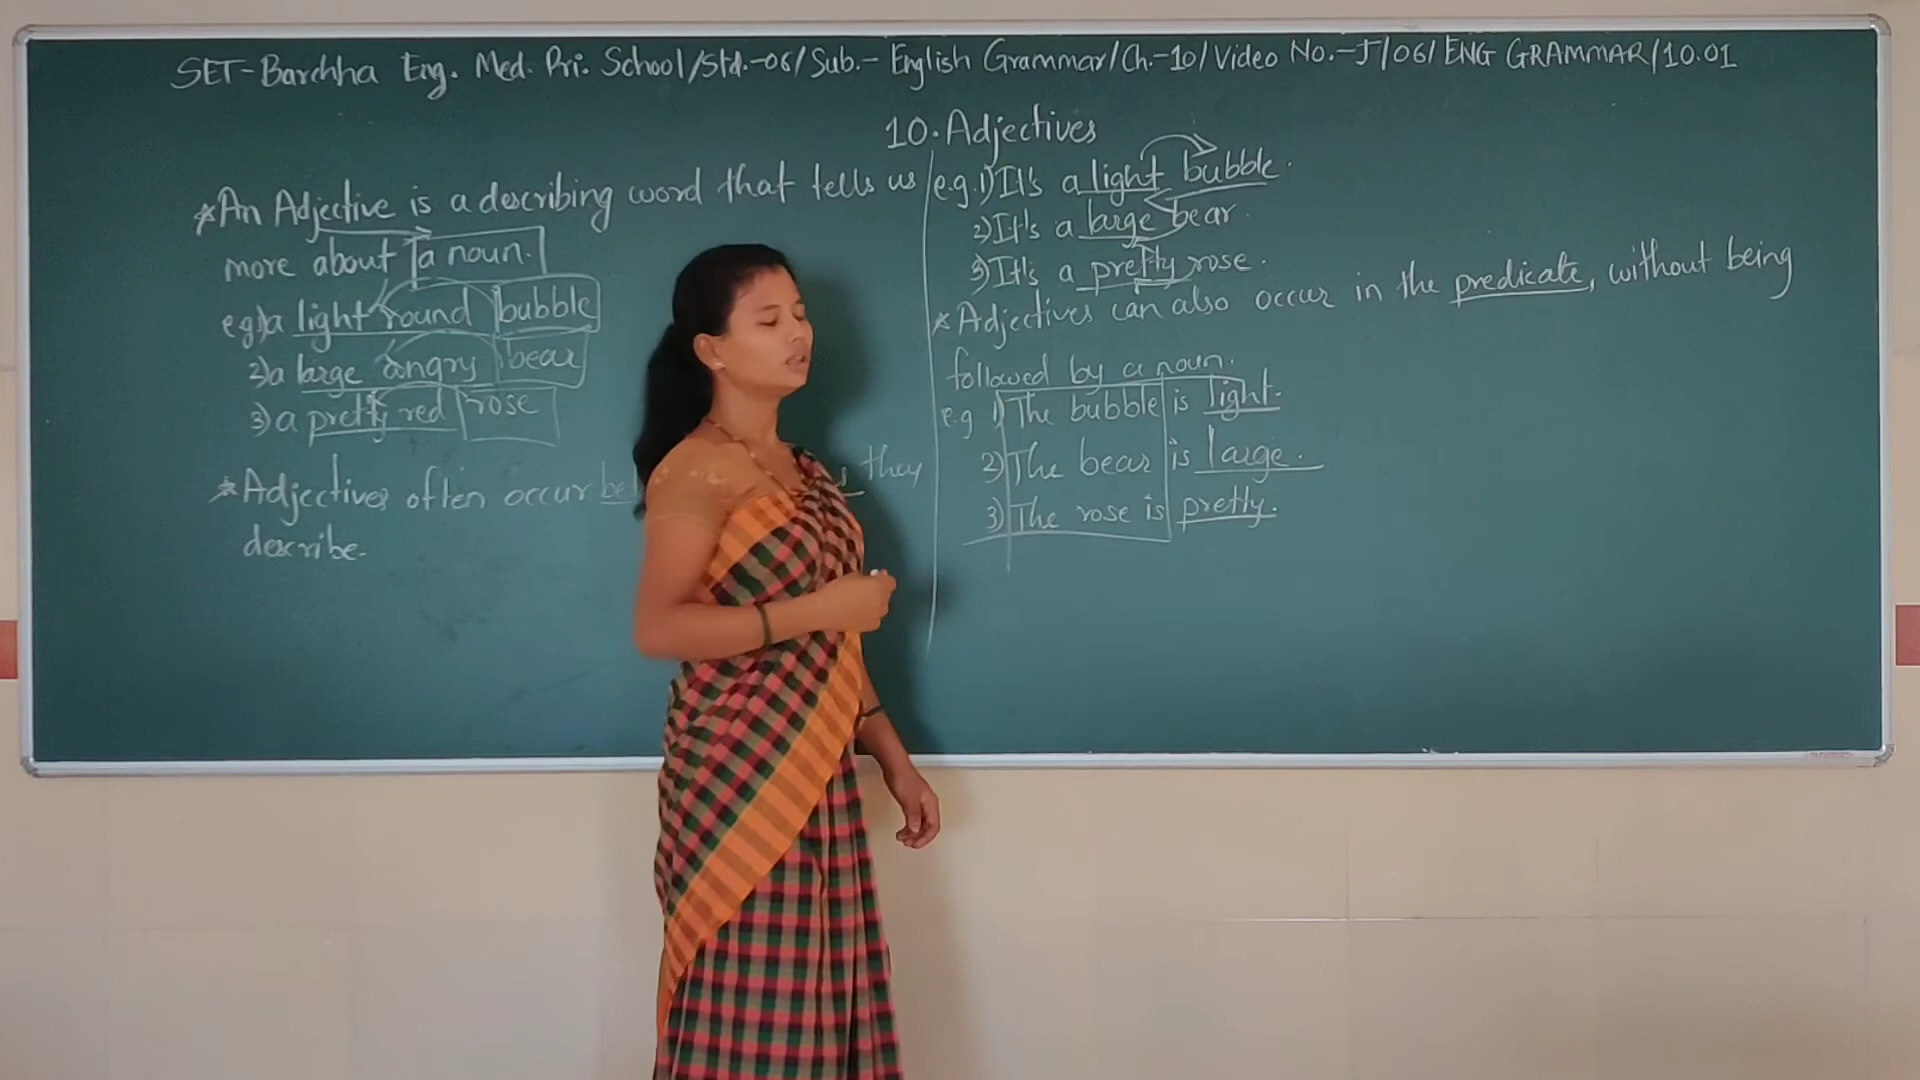 SET-Barchha Eng. Med. Pri. School/Std.-06/Sub.- English Grammar/Ch.-10/Video No.-J/06/ENG GRAMMAR/10.01
10. Adjectives
*An Adjective is a describing word that tells us
more about a noun.
eg1)a light round bubble
2)a large angry bear
3)a pretty red rose
*Adjectives often occur they
describe.
e.g.1)It's a light bubble.
2)It's a large bear.
3)It's a pretty rose.
*Adjectives can also occur in the predicate, without being
followed by a noun.
e.g 1)The bubble is light.
2)The bear is large.
3)The rose is pretty.